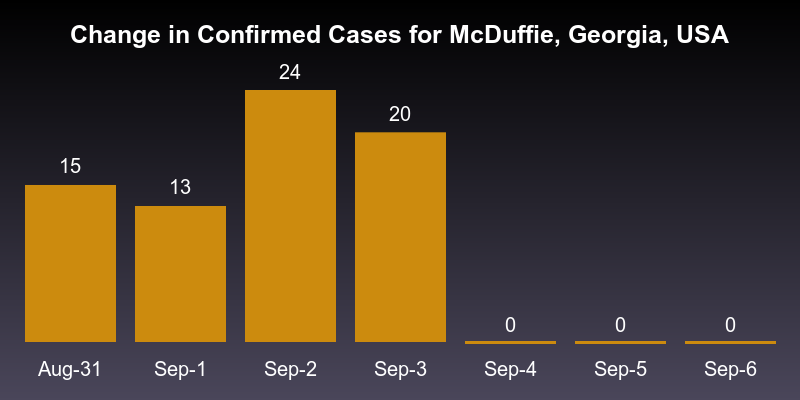 Change in Confirmed Cases for McDuffie, Georgia, USA
24
20
15
13
0 0 0
Aug-31 Sep-1 Sep-2 Sep-3 Sep-4 Sep-5 Sep-6